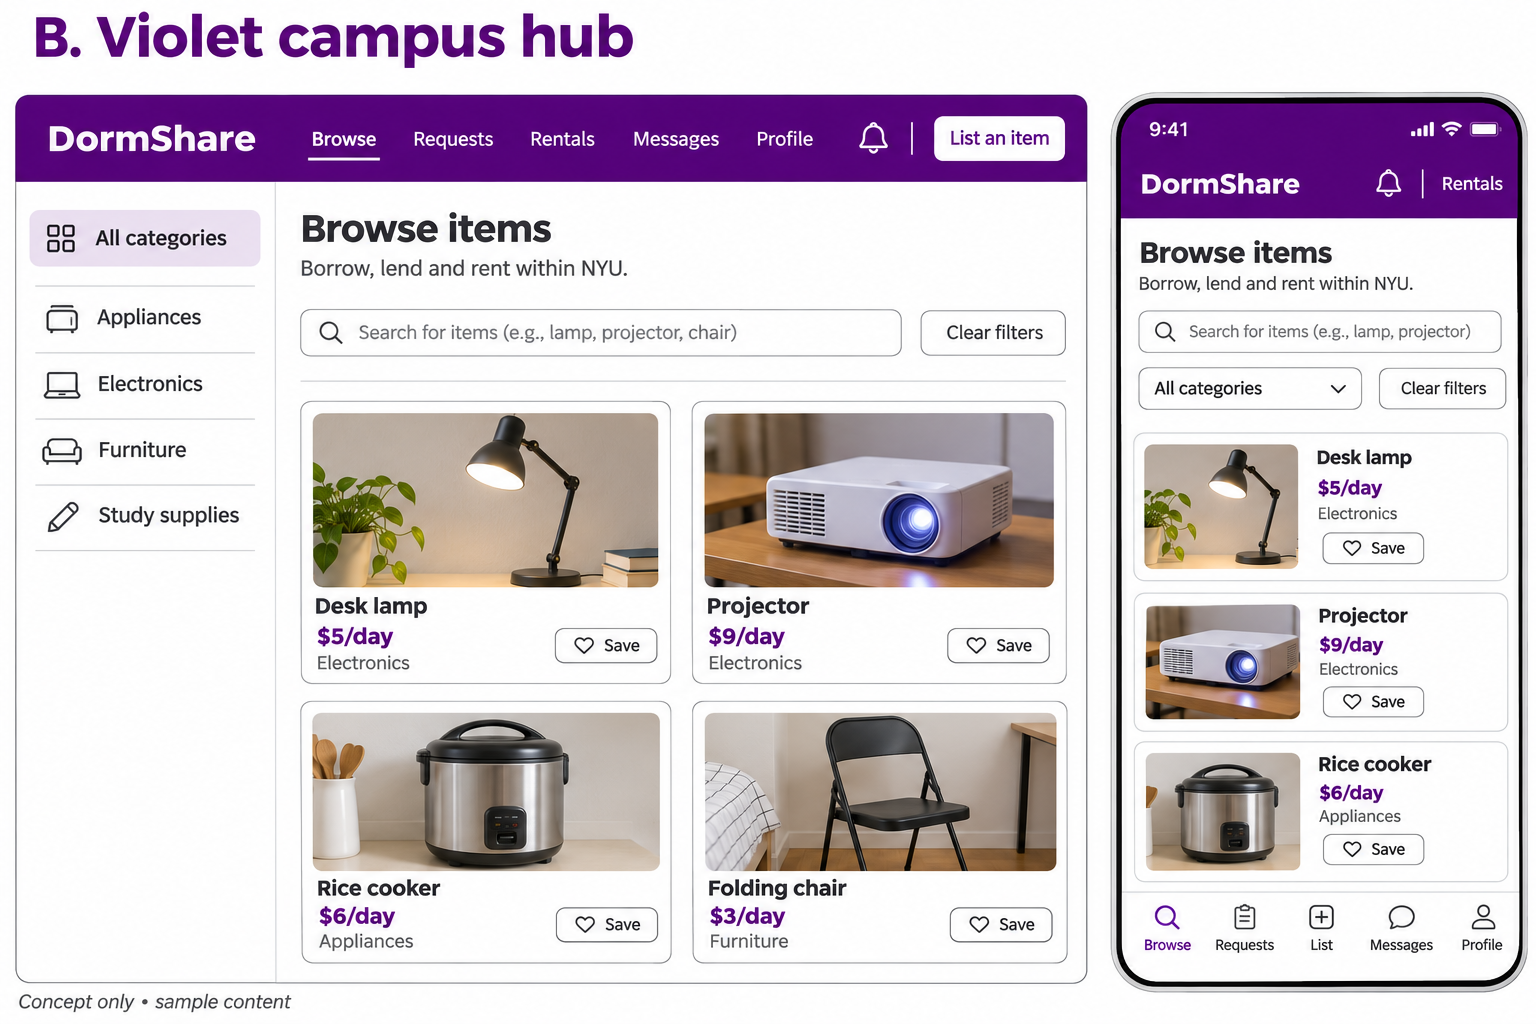 B. Violet campus hub
DormShare
Browse
Requests
Rentals
Messages
Profile
List an item
All categories
Appliances
Electronics
Furniture
Study supplies
Browse items
Borrow, lend and rent within NYU.
Search for items (e.g., lamp, projector, chair)
Clear filters
Desk lamp
$5/day
Electronics
Save
Projector
$9/day
Electronics
Save
Rice cooker
$6/day
Appliances
Save
Folding chair
$3/day
Furniture
Save
9:41
DormShare
Rentals
Browse items
Borrow, lend and rent within NYU.
Search for items (e.g., lamp, projector)
All categories
Clear filters
Desk lamp
$5/day
Electronics
Save
Projector
$9/day
Electronics
Save
Rice cooker
$6/day
Appliances
Save
Browse
Requests
List
Messages
Profile
Concept only • sample content